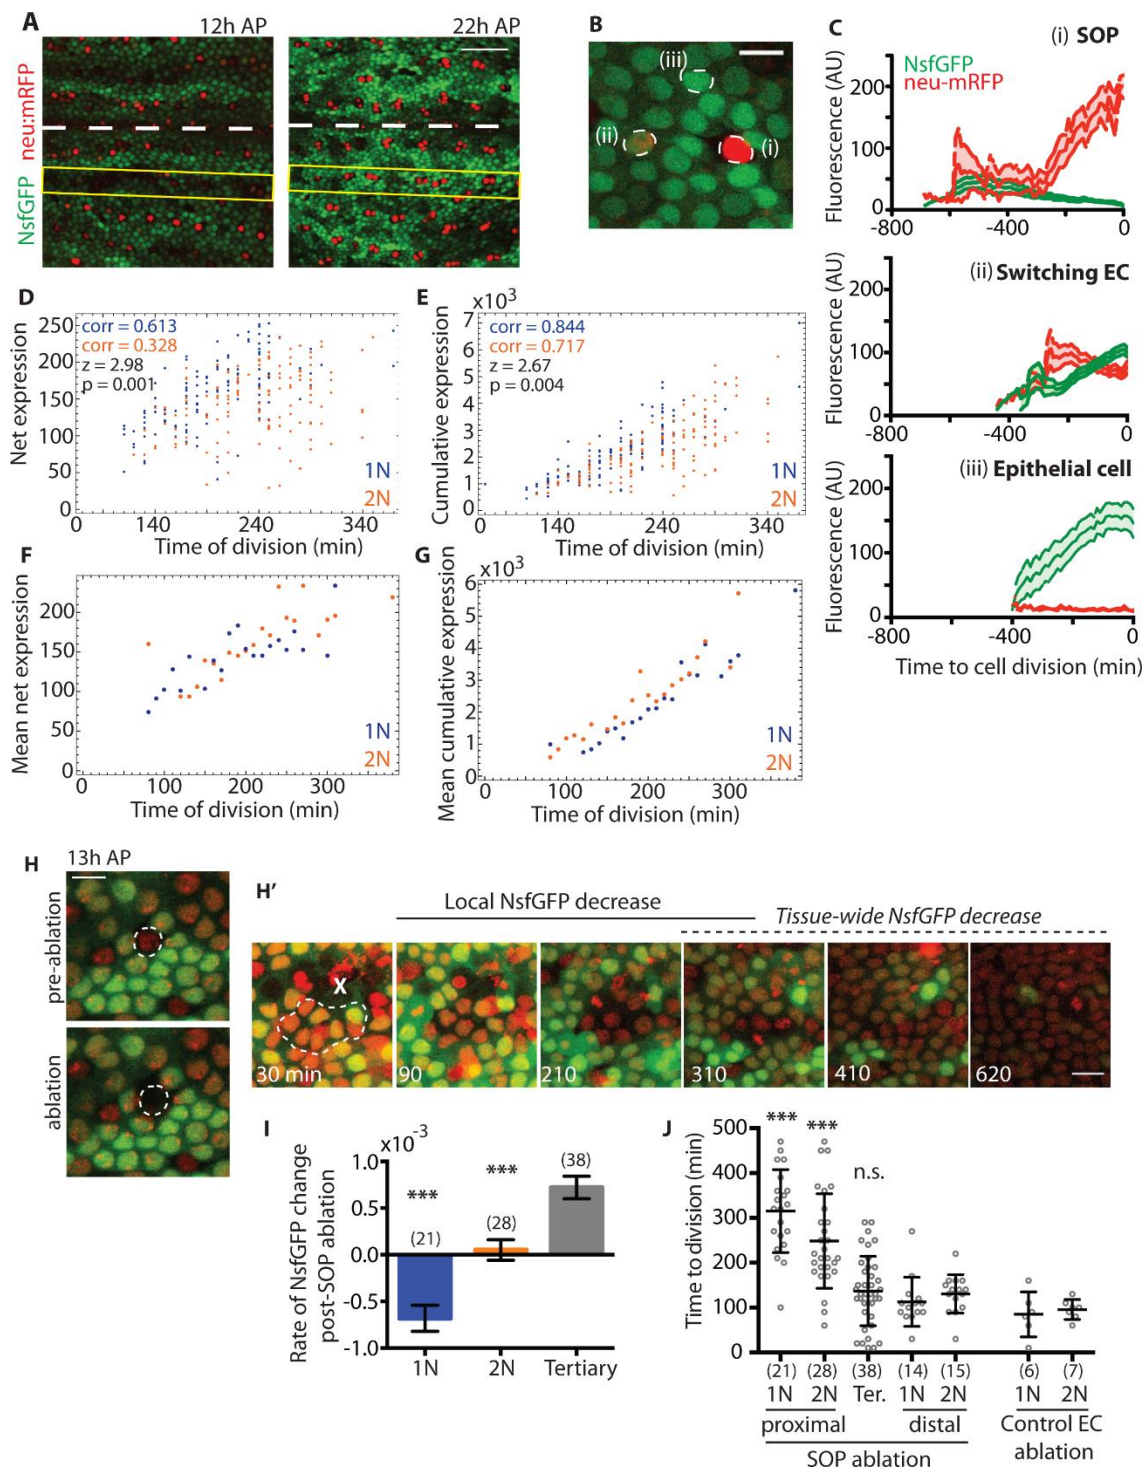 A
12h AP
22h AP
neu:mRFP
NsfGFP
B
(iii)
(ii)
(i)
C
(i) SOP
NsfGFP
neu-mRFP
Fluorescence (AU)
200
100
0
-800
-400
0
(ii) Switching EC
Fluorescence (AU)
200
100
0
-800
-400
0
(iii) Epithelial cell
Fluorescence (AU)
200
100
0
-800
-400
0
Time to cell division (min)
D
Net expression
250
200
150
100
50
0
corr = 0.613
corr = 0.328
z = 2.98
p = 0.001
1N
2N
0
140
240
340
Time of division (min)
E
x10³
Cumulative expression
7
6
5
4
3
2
1
0
corr = 0.844
corr = 0.717
z = 2.67
p = 0.004
1N
2N
0
140
240
340
Time of division (min)
F
Mean net expression
200
150
100
50
0
1N
2N
0
100
200
300
Time of division (min)
G
x10³
Mean cumulative expression
6
5
4
3
2
1
0
1N
2N
0
100
200
300
Time of division (min)
H
13h AP
pre-ablation
ablation
H'
Local NsfGFP decrease
Tissue-wide NsfGFP decrease
X
30 min
90
210
310
410
620
I
x10⁻³
Rate of NsfGFP change
post-SOP ablation
1.0
0.5
0.0
-0.5
-1.0
***
(21)
***
(28)
(38)
1N
2N
Tertiary
J
Time to division (min)
500
400
300
200
100
0
***
***
n.s.
(21)
(28)
(38)
(14)
(15)
(6)
(7)
1N
2N
Ter.
1N
2N
1N
2N
proximal
distal
Control EC
ablation
SOP ablation